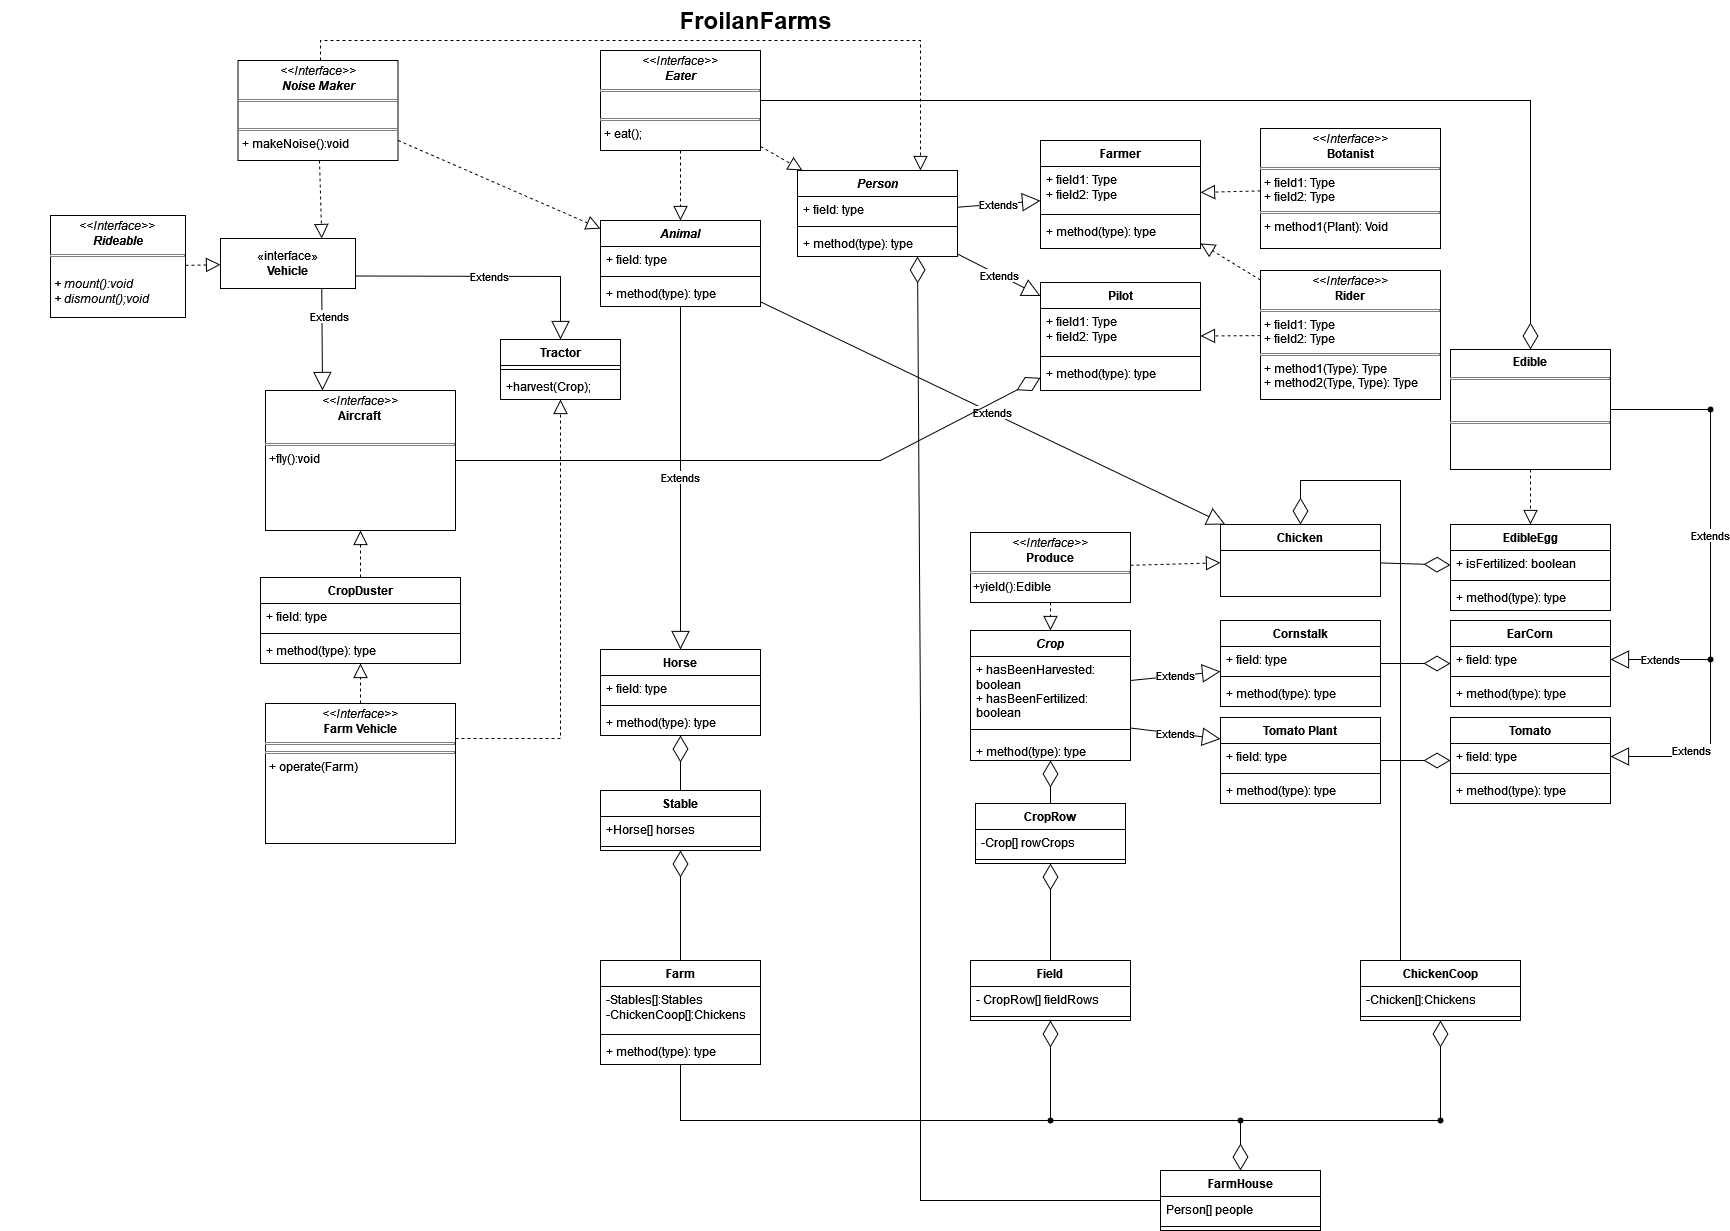 FroilanFarms
<<Interface>>
Noise Maker
+ makeNoise():void
<<Interface>>
Eater
+ eat();
<<Interface>>
Rideable
+ mount():void
+ dismount();void
«interface»
Vehicle
Extends
Extends
Tractor
+harvest(Crop);
<<Interface>>
Aircraft
+fly():void
CropDuster
+ field: type
+ method(type): type
<<Interface>>
Farm Vehicle
+ operate(Farm)
Animal
+ field: type
+ method(type): type
Extends
Extends
Person
+ field: type
+ method(type): type
Extends
Extends
Farmer
+ field1: Type
+ field2: Type
+ method(type): type
<<Interface>>
Botanist
+ field1: Type
+ field2: Type
+ method1(Plant): Void
Pilot
+ field1: Type
+ field2: Type
+ method(type): type
<<Interface>>
Rider
+ field1: Type
+ field2: Type
+ method1(Type): Type
+ method2(Type, Type): Type
Edible
Extends
Extends
Extends
Chicken
EdibleEgg
+ isFertilized: boolean
+ method(type): type
<<Interface>>
Produce
+yield():Edible
Crop
+ hasBeenHarvested:
boolean
+ hasBeenFertilized:
boolean
+ method(type): type
Extends
Extends
Cornstalk
+ field: type
+ method(type): type
EarCorn
+ field: type
+ method(type): type
Tomato Plant
+ field: type
+ method(type): type
Tomato
+ field: type
+ method(type): type
Horse
+ field: type
+ method(type): type
Stable
+Horse[] horses
CropRow
-Crop[] rowCrops
Farm
-Stables[]:Stables
-ChickenCoop[]:Chickens
+ method(type): type
Field
- CropRow[] fieldRows
ChickenCoop
-Chicken[]:Chickens
FarmHouse
Person[] people